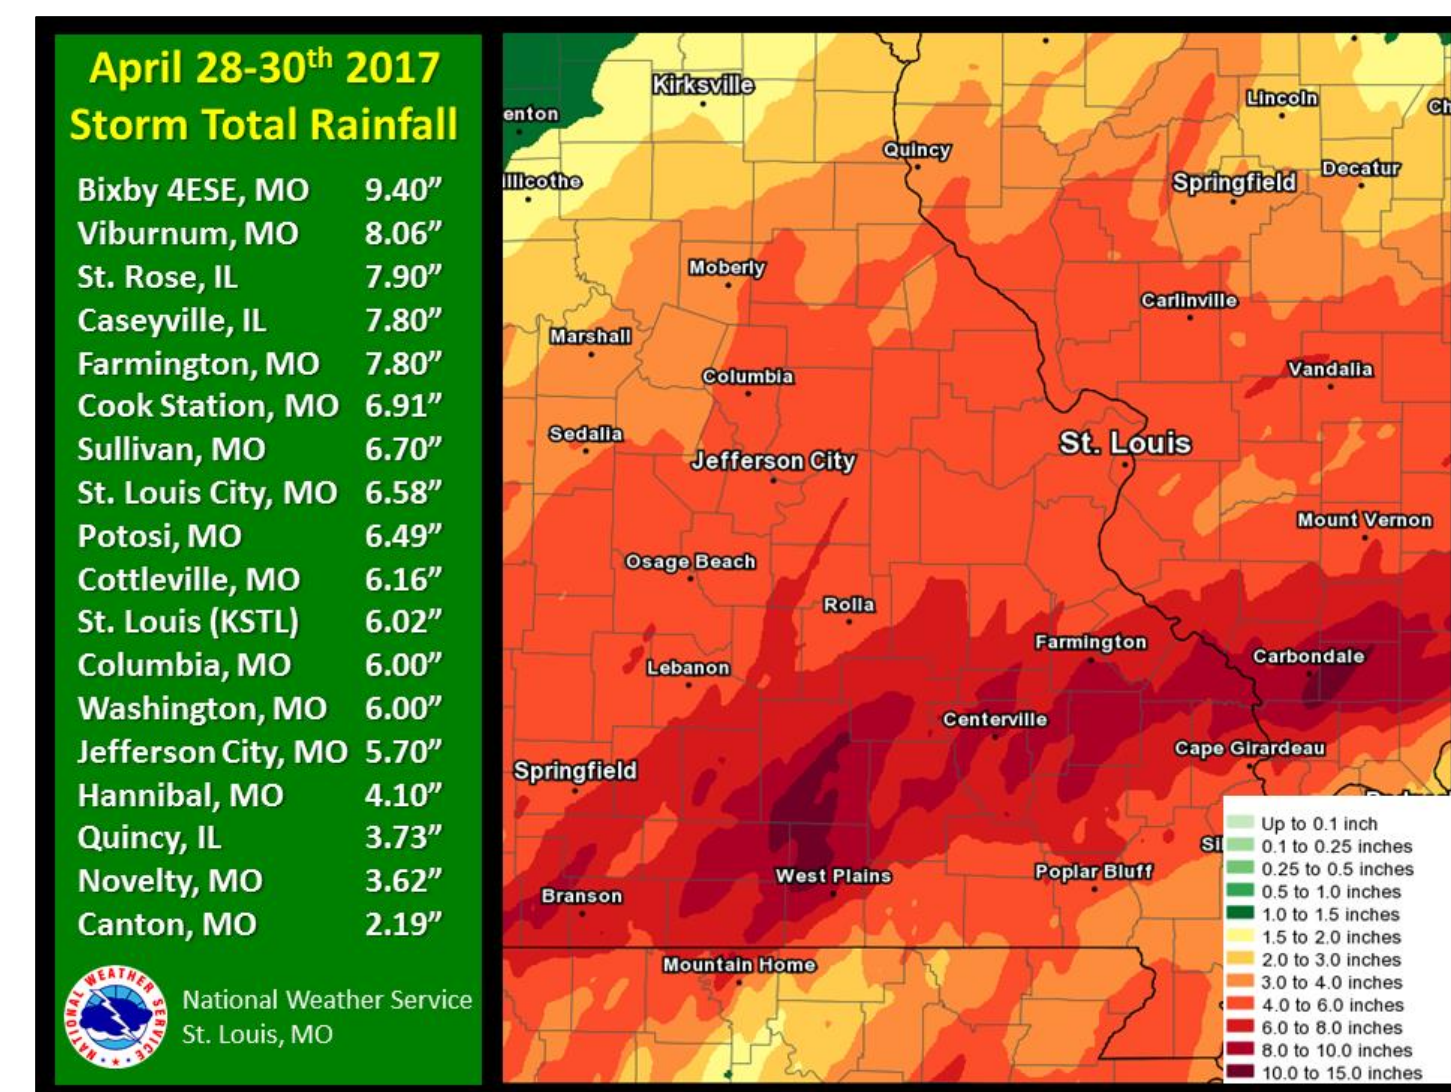 April 28-30th 2017
Storm Total Rainfall
Bixby 4ESE, MO 9.40”
Viburnum, MO 8.06”
St. Rose, IL 7.90”
Caseyville, IL 7.80”
Farmington, MO 7.80”
Cook Station, MO 6.91”
Sullivan, MO 6.70”
St. Louis City, MO 6.58”
Potosi, MO 6.49”
Cottleville, MO 6.16”
St. Louis (KSTL) 6.02”
Columbia, MO 6.00”
Washington, MO 6.00”
Jefferson City, MO 5.70”
Hannibal, MO 4.10”
Quincy, IL 3.73”
Novelty, MO 3.62”
Canton, MO 2.19”
NATIONAL WEATHER SERVICE
National Weather Service
St. Louis, MO
Kirksville
Lincoln
enton
Quincy
Decatur
illicothe
Springfield
Moberly
Carlinville
Marshall
Vandalia
Columbia
Sedalia
St. Louis
Jefferson City
Mount Vernon
Osage Beach
Rolla
Farmington
Carbondale
Lebanon
Centerville
Cape Girardeau
Springfield
West Plains
Poplar Bluff
Branson
Mountain Home
Up to 0.1 inch
0.1 to 0.25 inches
0.25 to 0.5 inches
0.5 to 1.0 inches
1.0 to 1.5 inches
1.5 to 2.0 inches
2.0 to 3.0 inches
3.0 to 4.0 inches
4.0 to 6.0 inches
6.0 to 8.0 inches
8.0 to 10.0 inches
10.0 to 15.0 inches